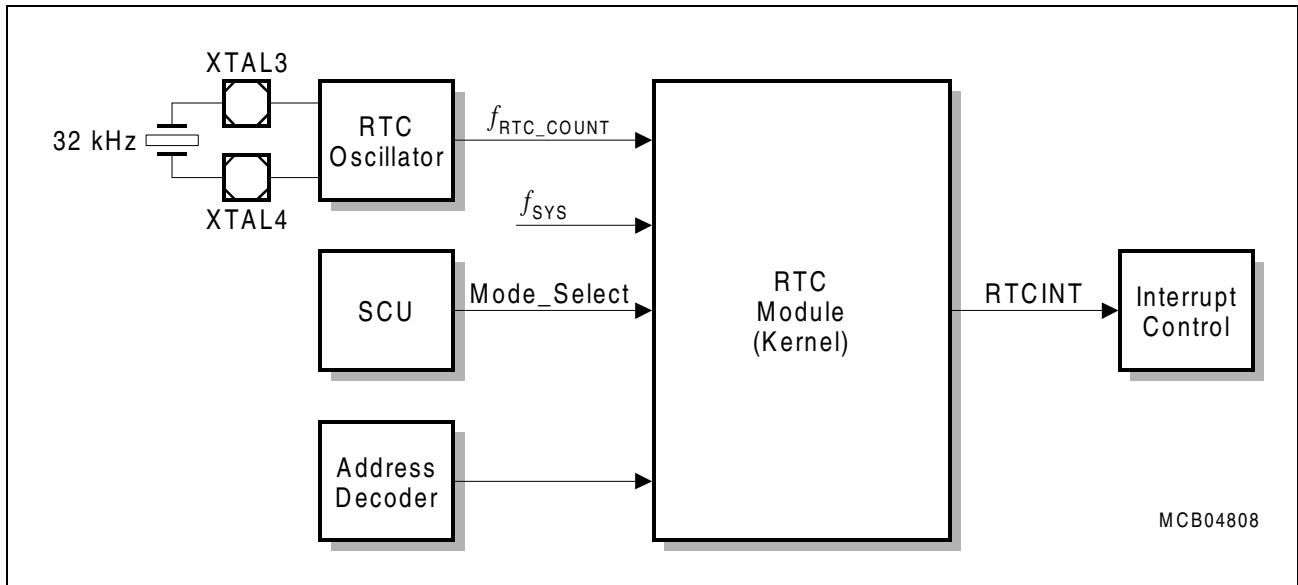 XTAL3
32 kHz
XTAL4
RTC
Oscillator
fRTC_COUNT
fSYS
SCU
Mode_Select
Address
Decoder
RTC
Module
(Kernel)
RTCINT
Interrupt
Control
MCB04808